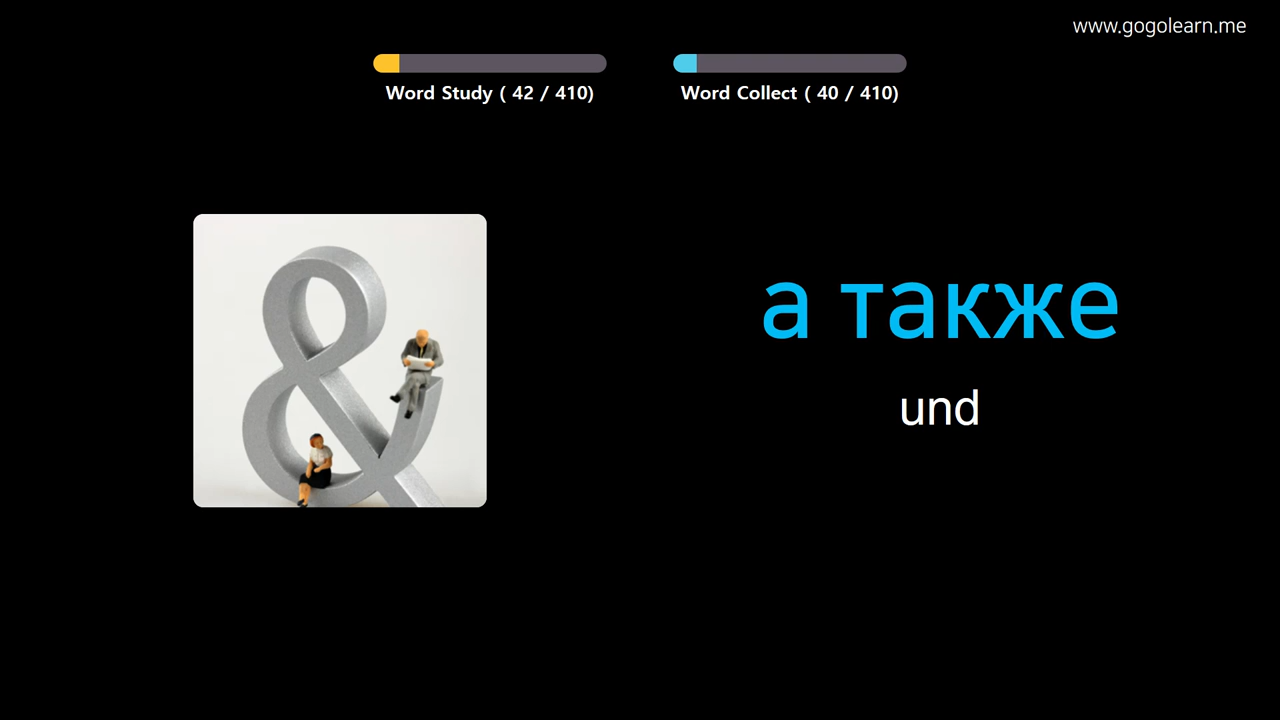 www.gogolearn.me
Word Study ( 42 / 410)
Word Collect ( 40 / 410)
&
а также
und